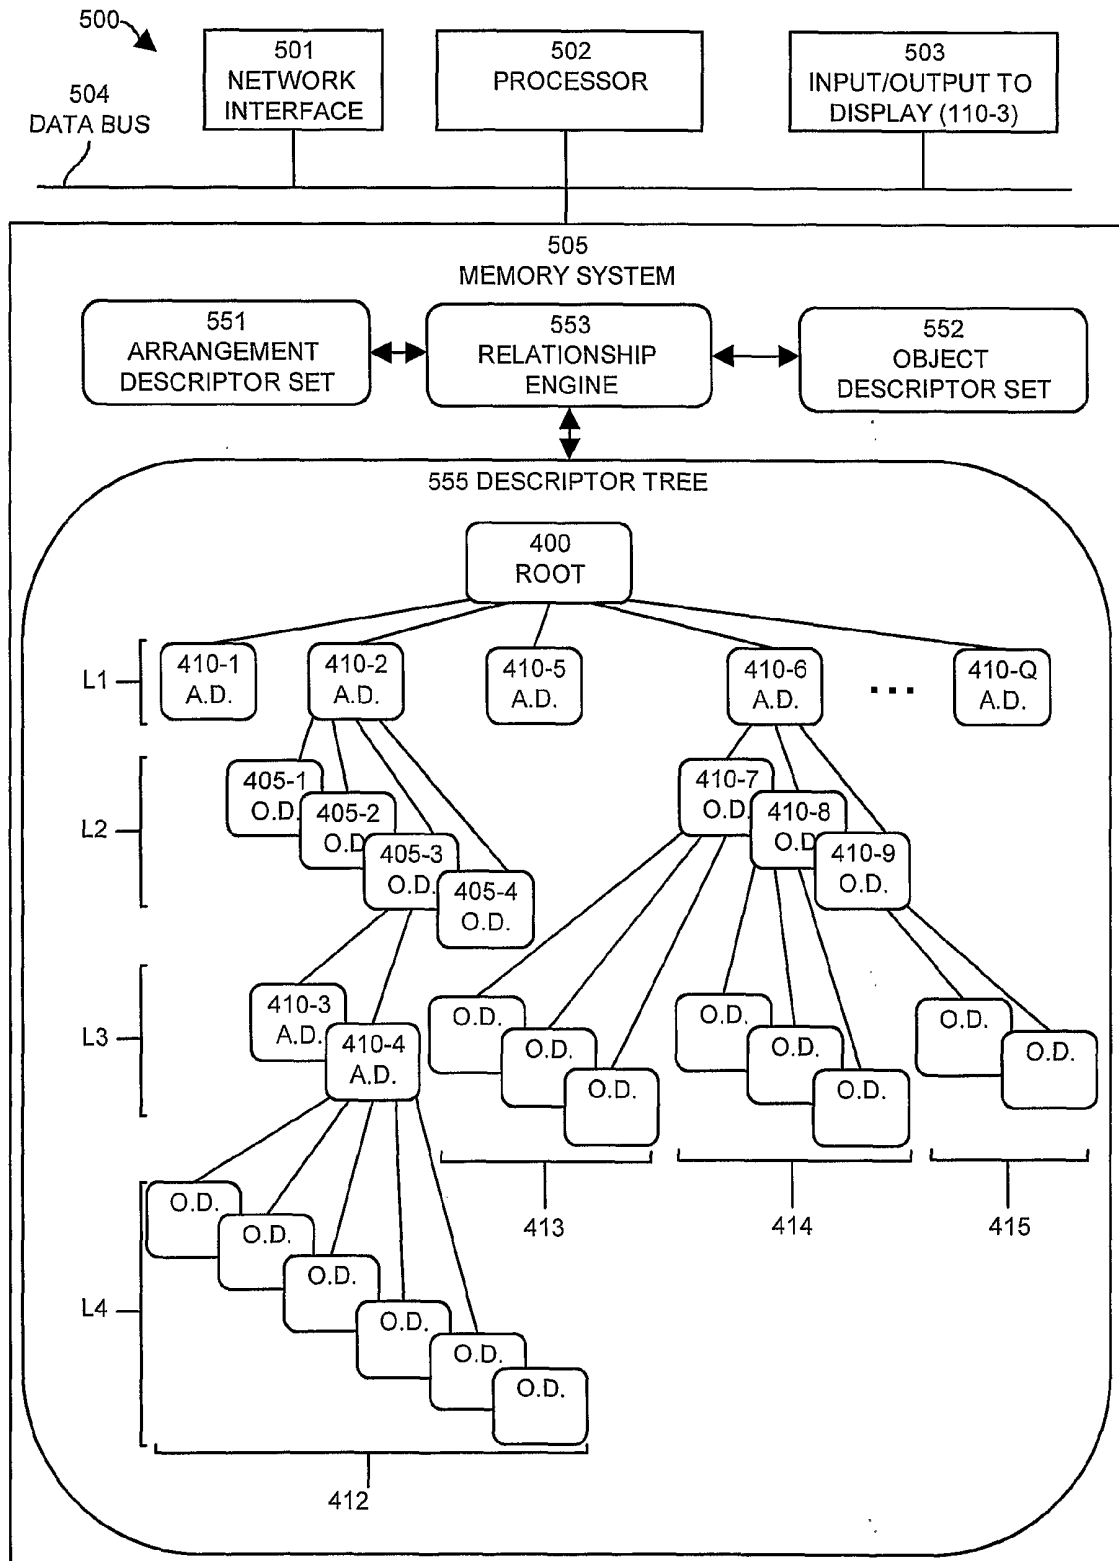 500
504
DATA BUS
501
NETWORK
INTERFACE
502
PROCESSOR
503
INPUT/OUTPUT TO
DISPLAY (110-3)
505
MEMORY SYSTEM
551
ARRANGEMENT
DESCRIPTOR SET
553
RELATIONSHIP
ENGINE
552
OBJECT
DESCRIPTOR SET
555 DESCRIPTOR TREE
400
ROOT
L1
410-1
A.D.
410-2
A.D.
410-5
A.D.
410-6
A.D.
...
410-Q
A.D.
L2
405-1
O.D.
405-2
O.D.
405-3
O.D.
405-4
O.D.
410-7
O.D.
410-8
O.D.
410-9
O.D.
L3
410-3
A.D.
410-4
A.D.
O.D.
O.D.
O.D.
O.D.
O.D.
O.D.
O.D.
O.D.
413
414
415
L4
O.D.
O.D.
O.D.
O.D.
O.D.
O.D.
412